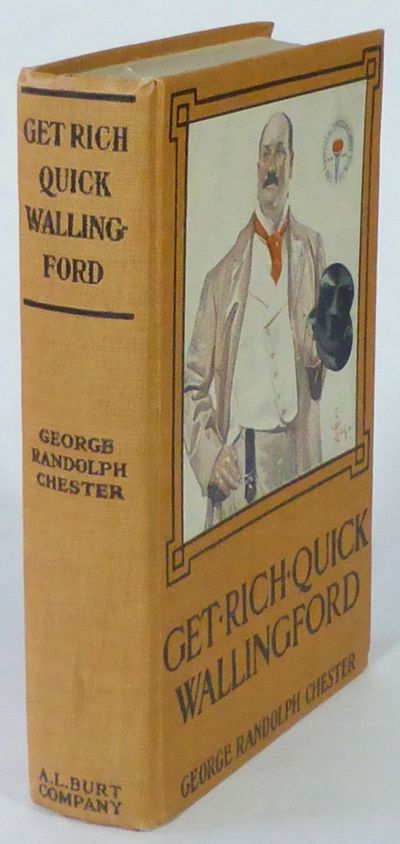 GET RICH
QUICK
WALLING-
FORD
GEORGE
RANDOLPH
CHESTER
A.L.BURT
COMPANY
GET·RICH·QUICK
WALLINGFORD
GEORGE RANDOLPH CHESTER